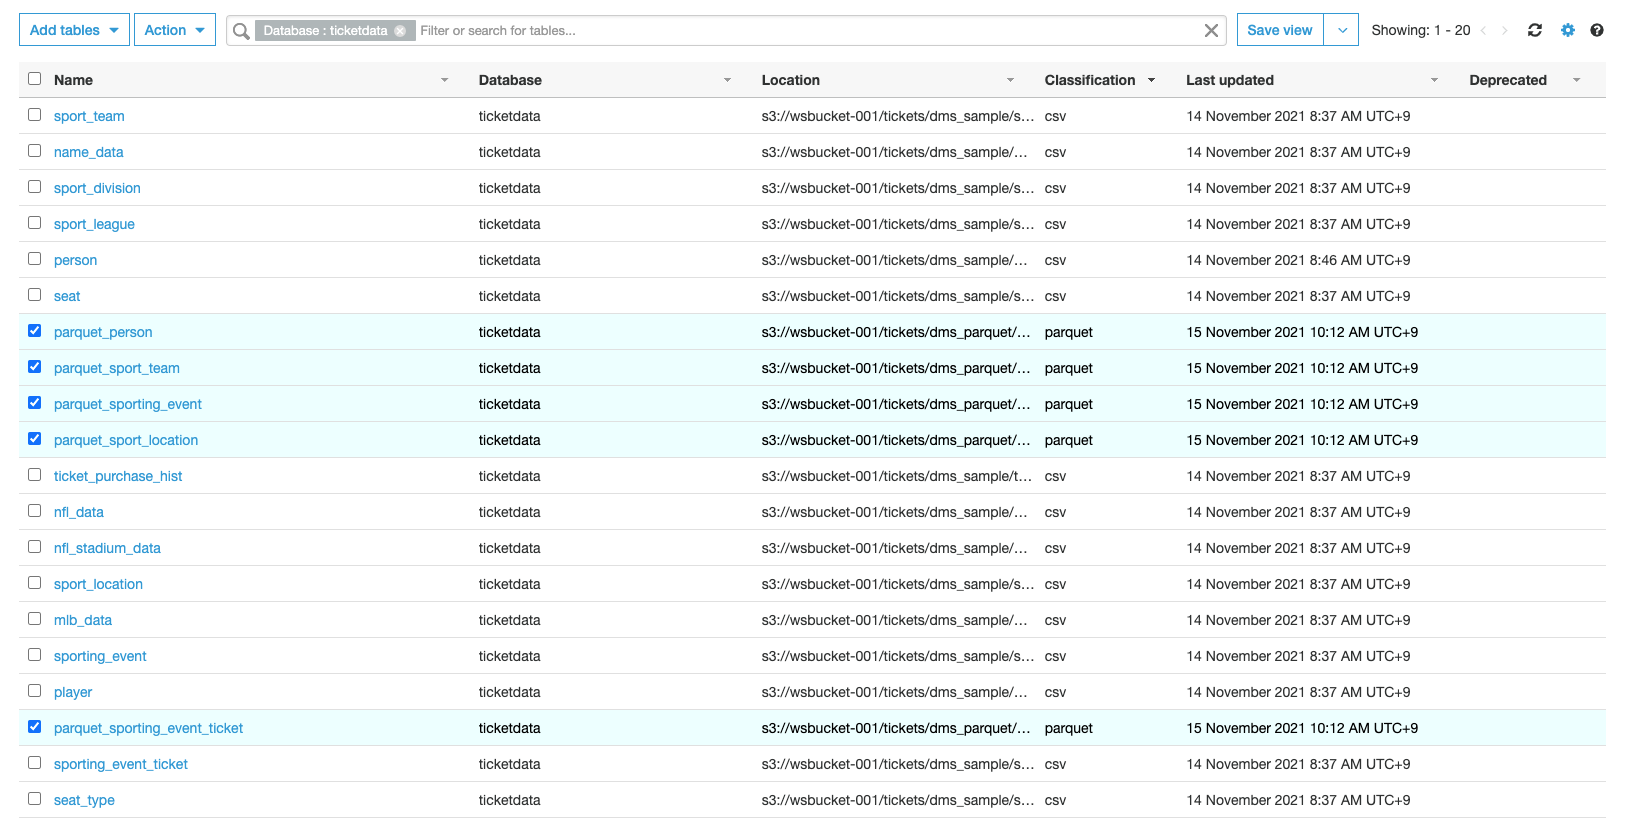 Add tables Action Database : ticketdata Filter or search for tables... Save view Showing: 1 - 20
Name Database Location Classification Last updated Deprecated
sport_team ticketdata s3://wsbucket-001/tickets/dms_sample/s... csv 14 November 2021 8:37 AM UTC+9
name_data ticketdata s3://wsbucket-001/tickets/dms_sample/... csv 14 November 2021 8:37 AM UTC+9
sport_division ticketdata s3://wsbucket-001/tickets/dms_sample/s... csv 14 November 2021 8:37 AM UTC+9
sport_league ticketdata s3://wsbucket-001/tickets/dms_sample/s... csv 14 November 2021 8:37 AM UTC+9
person ticketdata s3://wsbucket-001/tickets/dms_sample/... csv 14 November 2021 8:46 AM UTC+9
seat ticketdata s3://wsbucket-001/tickets/dms_sample/s... csv 14 November 2021 8:37 AM UTC+9
parquet_person ticketdata s3://wsbucket-001/tickets/dms_parquet/... parquet 15 November 2021 10:12 AM UTC+9
parquet_sport_team ticketdata s3://wsbucket-001/tickets/dms_parquet/... parquet 15 November 2021 10:12 AM UTC+9
parquet_sporting_event ticketdata s3://wsbucket-001/tickets/dms_parquet/... parquet 15 November 2021 10:12 AM UTC+9
parquet_sport_location ticketdata s3://wsbucket-001/tickets/dms_parquet/... parquet 15 November 2021 10:12 AM UTC+9
ticket_purchase_hist ticketdata s3://wsbucket-001/tickets/dms_sample/t... csv 14 November 2021 8:37 AM UTC+9
nfl_data ticketdata s3://wsbucket-001/tickets/dms_sample/... csv 14 November 2021 8:37 AM UTC+9
nfl_stadium_data ticketdata s3://wsbucket-001/tickets/dms_sample/... csv 14 November 2021 8:37 AM UTC+9
sport_location ticketdata s3://wsbucket-001/tickets/dms_sample/s... csv 14 November 2021 8:37 AM UTC+9
mlb_data ticketdata s3://wsbucket-001/tickets/dms_sample/... csv 14 November 2021 8:37 AM UTC+9
sporting_event ticketdata s3://wsbucket-001/tickets/dms_sample/s... csv 14 November 2021 8:37 AM UTC+9
player ticketdata s3://wsbucket-001/tickets/dms_sample/... csv 14 November 2021 8:37 AM UTC+9
parquet_sporting_event_ticket ticketdata s3://wsbucket-001/tickets/dms_parquet/... parquet 15 November 2021 10:12 AM UTC+9
sporting_event_ticket ticketdata s3://wsbucket-001/tickets/dms_sample/s... csv 14 November 2021 8:37 AM UTC+9
seat_type ticketdata s3://wsbucket-001/tickets/dms_sample/s... csv 14 November 2021 8:37 AM UTC+9